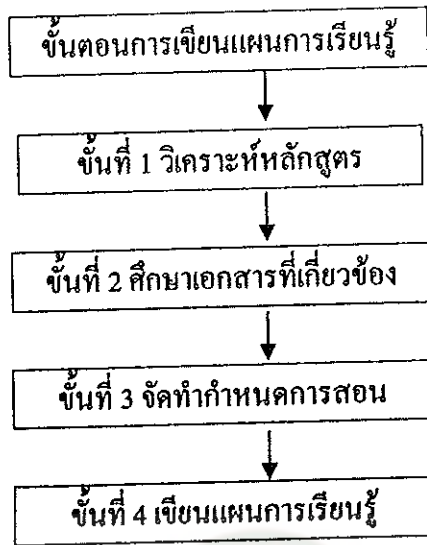 ขั้นตอนการเขียนแผนการเรียนรู้
ขั้นที่ 1 วิเคราะห์หลักสูตร
ขั้นที่ 2 ศึกษาเอกสารที่เกี่ยวข้อง
ขั้นที่ 3 จัดทำกำหนดการสอน
ขั้นที่ 4 เขียนแผนการเรียนรู้